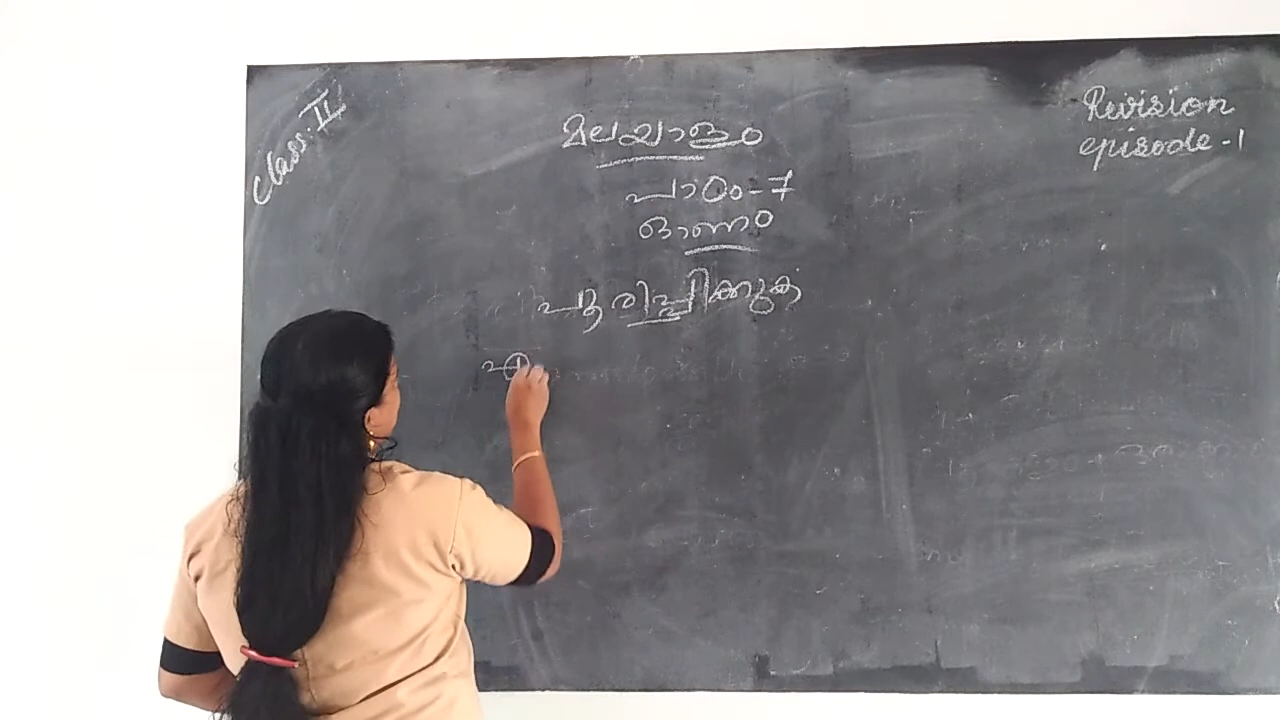 Class: II
Revision
episode - 1
മലയാളം
പാഠം - 7
ഓണം
പൂരിപ്പിക്കുക